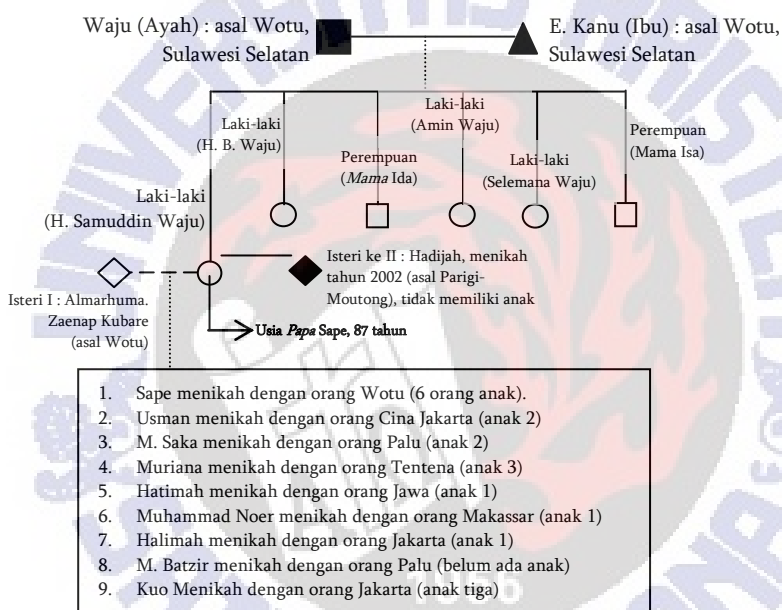 Waju (Ayah) : asal Wotu,
Sulawesi Selatan
E. Kanu (Ibu) : asal Wotu,
Sulawesi Selatan
Laki-laki
(H. Samuddin Waju)
Laki-laki
(H. B. Waju)
Perempuan
(Mama Ida)
Laki-laki
(Amin Waju)
Laki-laki
(Selemana Waju)
Perempuan
(Mama Isa)
Isteri I : Almarhuma.
Zaenap Kubare
(asal Wotu)
Isteri ke II : Hadijah, menikah
tahun 2002 (asal Parigi-
Moutong), tidak memiliki anak
Usia Papa Sape, 87 tahun
1. Sape menikah dengan orang Wotu (6 orang anak).
2. Usman menikah dengan orang Cina Jakarta (anak 2)
3. M. Saka menikah dengan orang Palu (anak 2)
4. Muriana menikah dengan orang Tentena (anak 3)
5. Hatimah menikah dengan orang Jawa (anak 1)
6. Muhammad Noer menikah dengan orang Makassar (anak 1)
7. Halimah menikah dengan orang Jakarta (anak 1)
8. M. Batzir menikah dengan orang Palu (belum ada anak)
9. Kuo Menikah dengan orang Jakarta (anak tiga)
1956